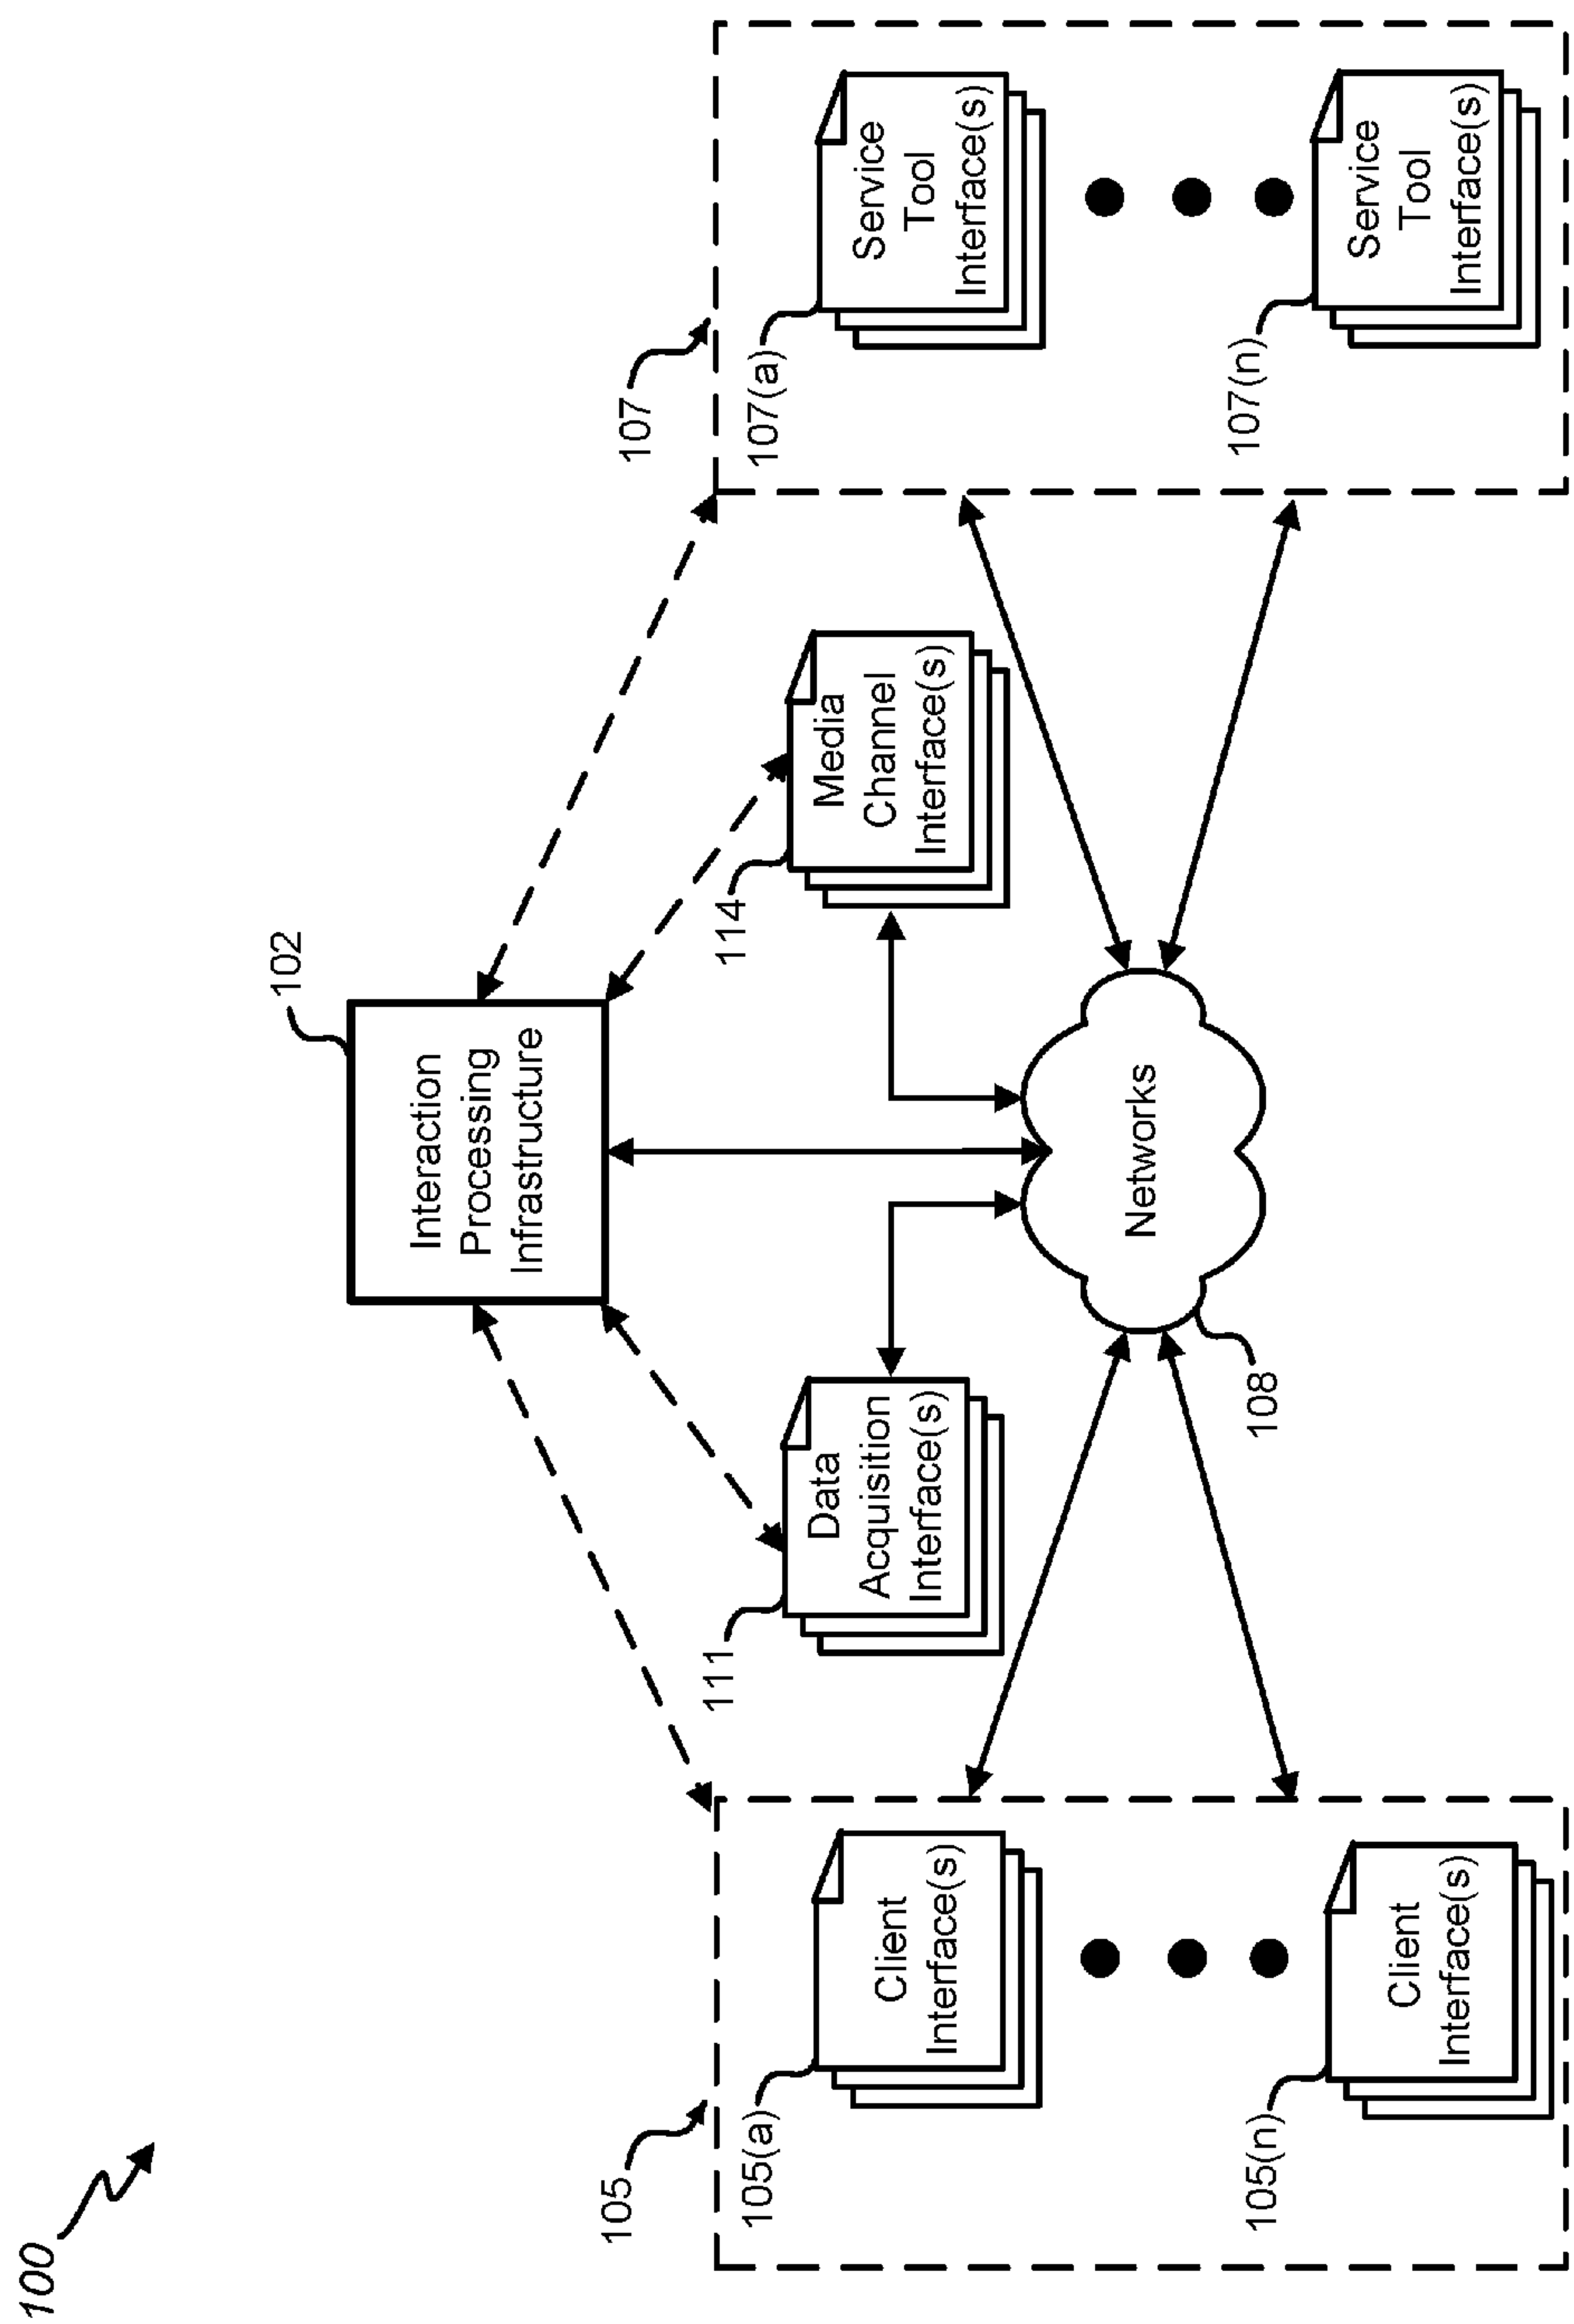 100
102
Interaction
Processing
Infrastructure
105
107
111
114
105(a)
107(a)
Data
Acquisition
Interface(s)
Media
Channel
Interface(s)
Client
Interface(s)
Service
Tool
Interface(s)
Networks
108
105(n)
107(n)
Client
Interface(s)
Service
Tool
Interface(s)